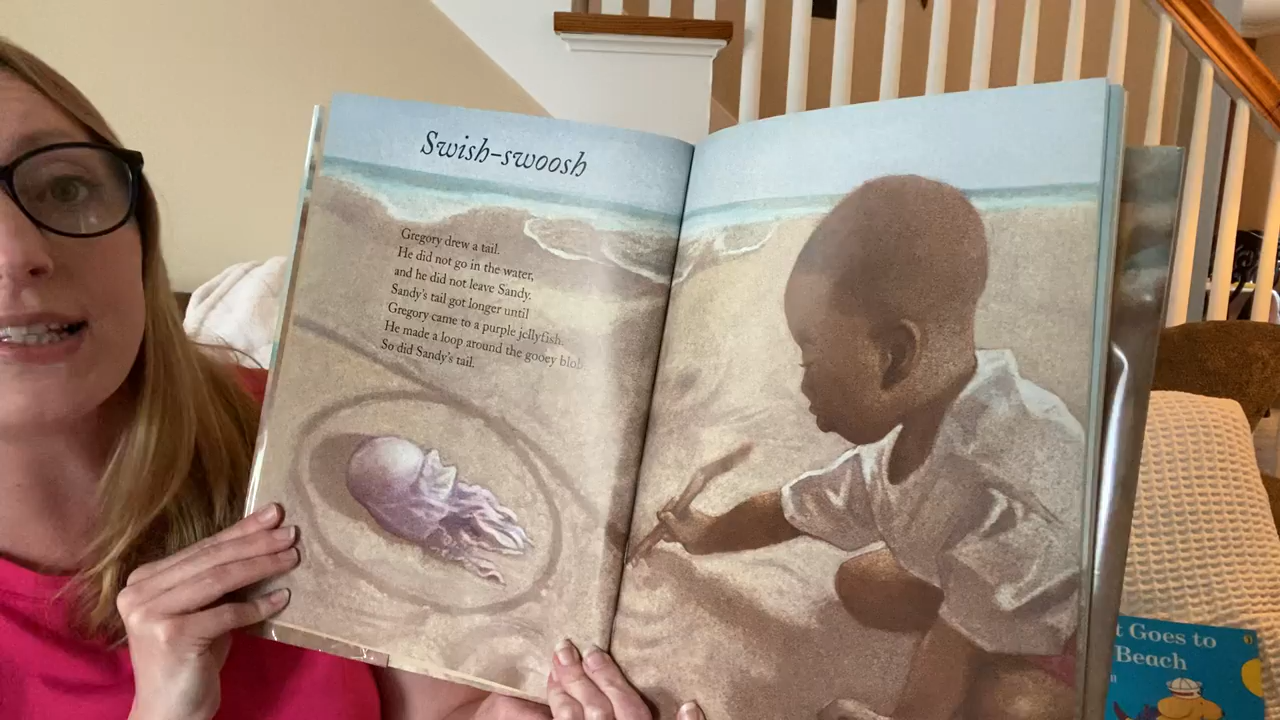 Swish-swoosh
Gregory drew a tail.
He did not go in the water,
and he did not leave Sandy.
Sandy's tail got longer until
Gregory came to a purple jellyfish.
He made a loop around the gooey blob.
So did Sandy's tail.
t Goes to
Beach